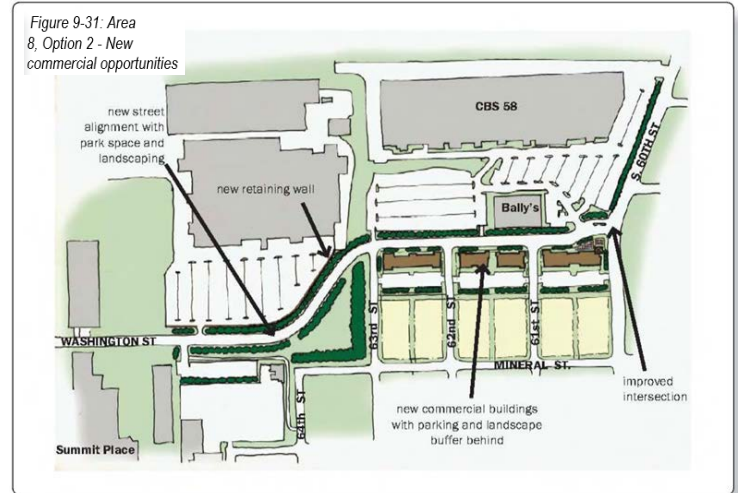 Figure 9-31: Area
8, Option 2 - New
commercial opportunities
new street
alignment with
park space and
landscaping
CBS 58
new retaining wall
S. 60TH ST
Bally's
63rd ST
62nd ST
61st ST
WASHINGTON ST
MINERAL ST.
improved
intersection
new commercial buildings
with parking and landscape
buffer behind
64th ST
Summit Place